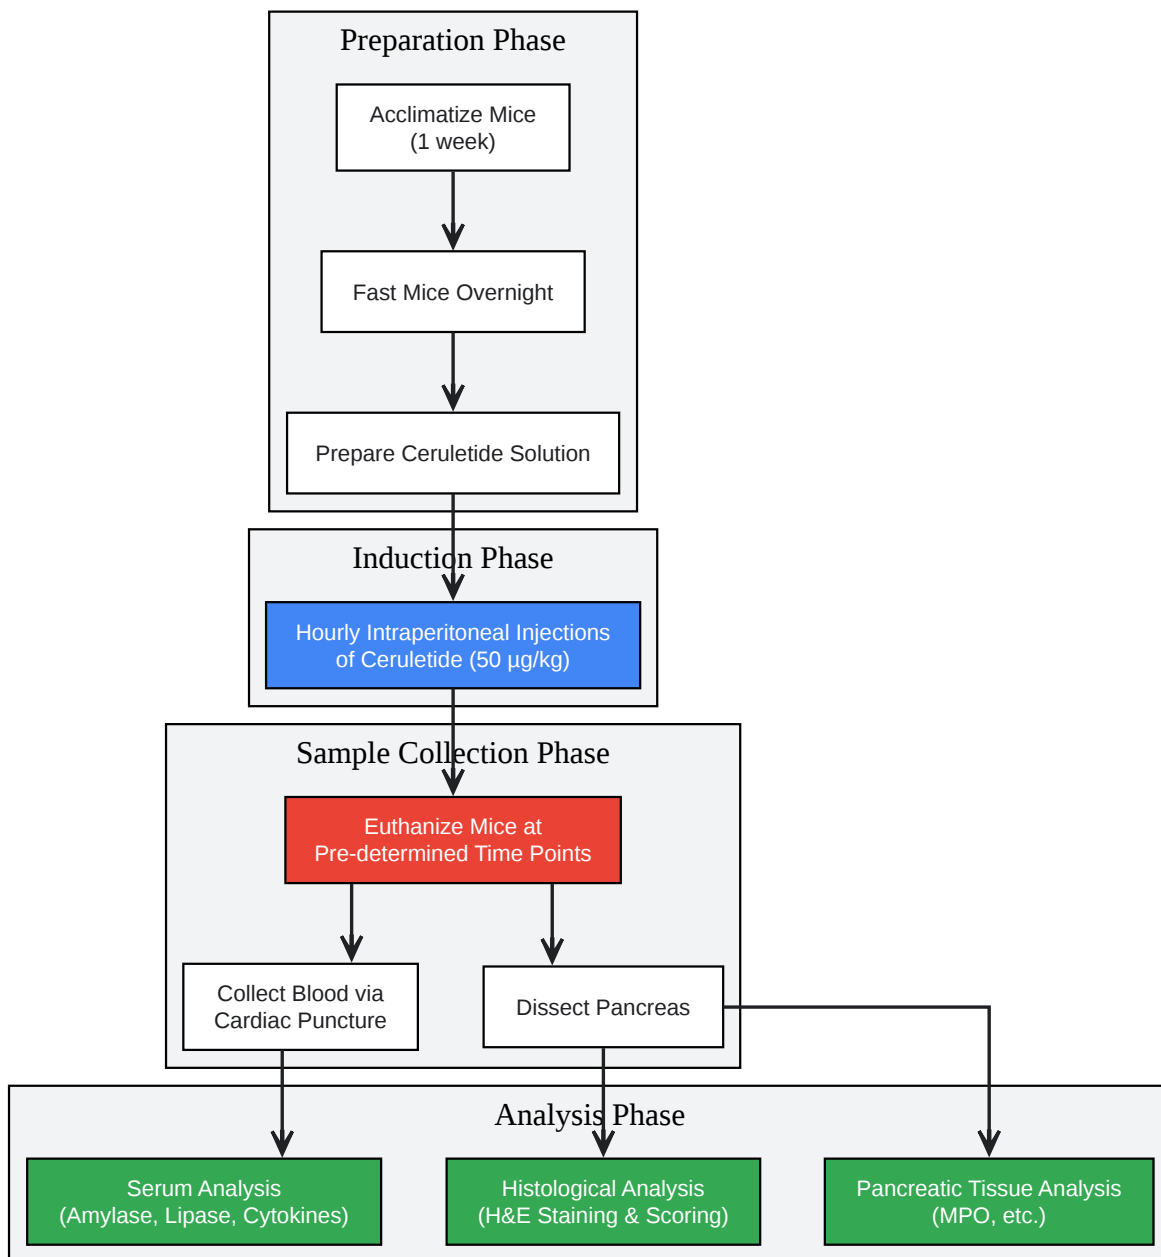 Preparation Phase
Acclimatize Mice
(1 week)
Fast Mice Overnight
Prepare Ceruletide Solution
Induction Phase
Hourly Intraperitoneal Injections
of Ceruletide (50 µg/kg)
Sample Collection Phase
Euthanize Mice at
Pre-determined Time Points
Collect Blood via
Cardiac Puncture
Dissect Pancreas
Analysis Phase
Serum Analysis
(Amylase, Lipase, Cytokines)
Histological Analysis
(H&E Staining & Scoring)
Pancreatic Tissue Analysis
(MPO, etc.)